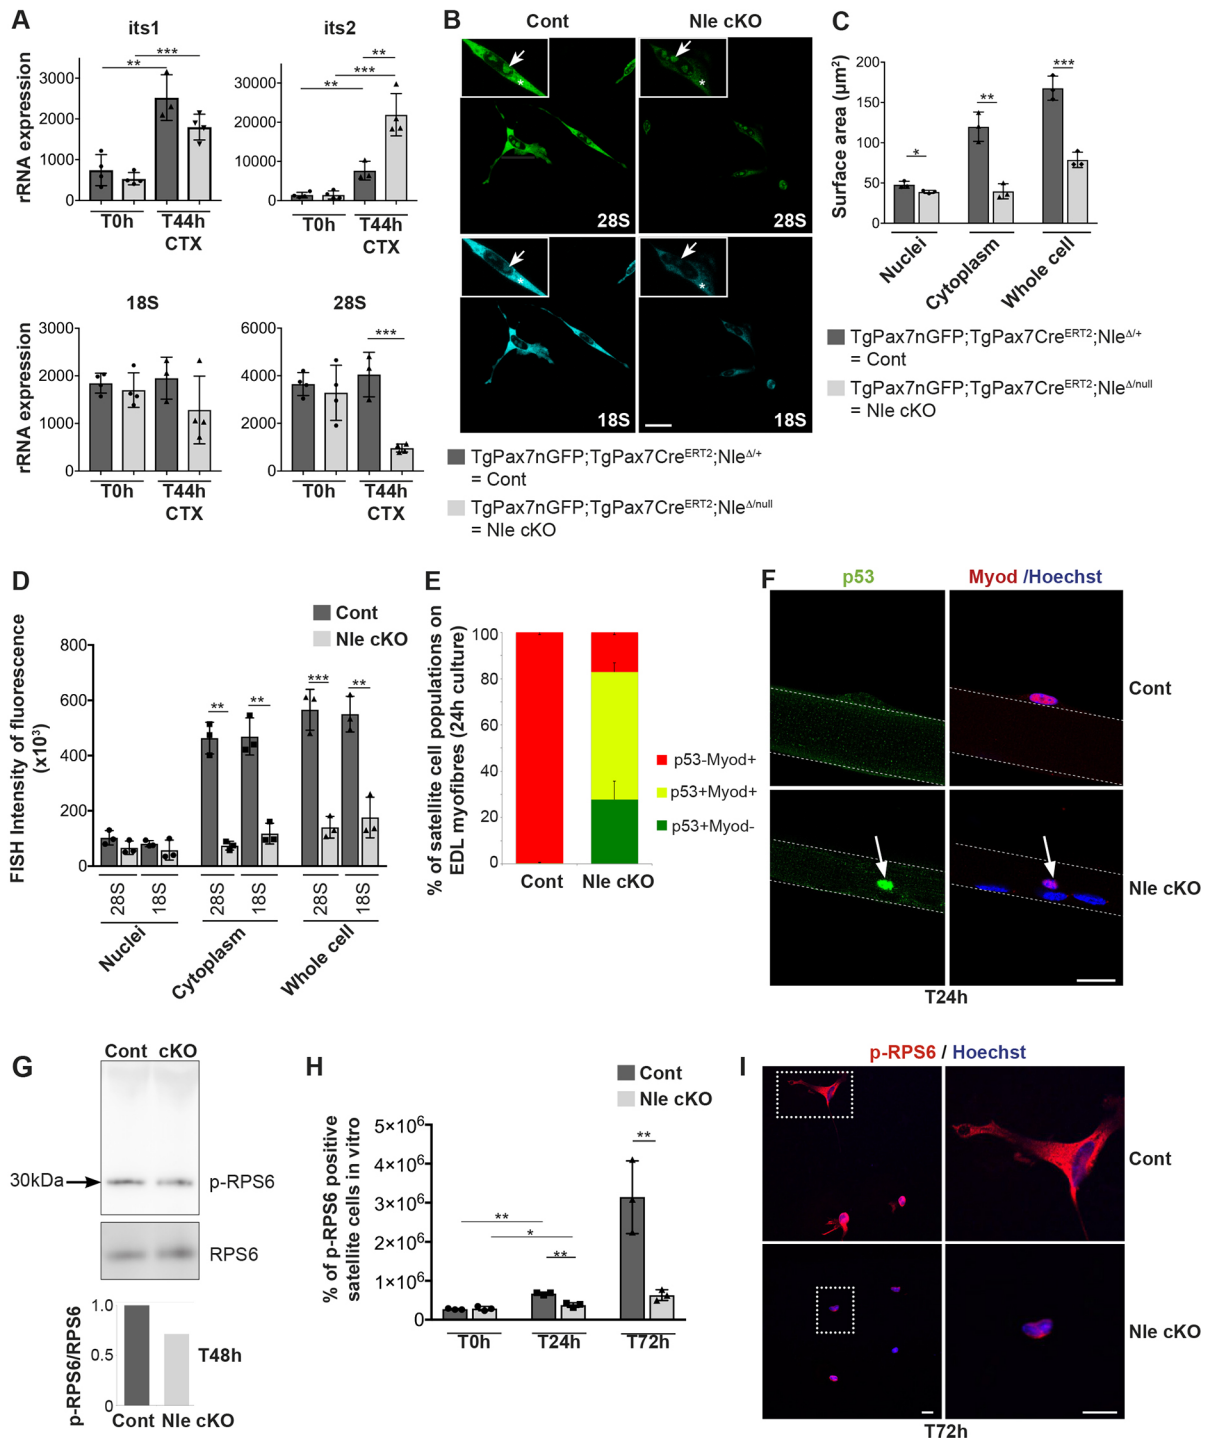 A
its1
rRNA expression
3000
2000
1000
0
**
***
T0h
T44h
CTX
its2
30000
20000
10000
0
**
***
**
T0h
T44h
CTX
18S
rRNA expression
3000
2000
1000
0
T0h
T44h
CTX
28S
6000
4000
2000
0
***
T0h
T44h
CTX
B
Cont
Nle cKO
*
*
28S
28S
*
*
18S
18S
TgPax7nGFP;TgPax7Creᴱᴿᵀ²;Nle^Δ/+
= Cont
TgPax7nGFP;TgPax7Creᴱᴿᵀ²;Nle^Δ/null
= Nle cKO
C
Surface area (µm²)
200
150
100
50
0
*
**
***
Nuclei
Cytoplasm
Whole cell
TgPax7nGFP;TgPax7Creᴱᴿᵀ²;Nle^Δ/+
= Cont
TgPax7nGFP;TgPax7Creᴱᴿᵀ²;Nle^Δ/null
= Nle cKO
D
Cont
Nle cKO
FISH Intensity of fluorescence
(x10³)
800
600
400
200
0
**
**
***
**
28S
18S
28S
18S
28S
18S
Nuclei
Cytoplasm
Whole cell
E
% of satellite cell populations on
EDL myofibres (24h culture)
100
80
60
40
20
0
Cont
Nle cKO
p53-Myod+
p53+Myod+
p53+Myod-
F
p53
Myod /Hoechst
Cont
Nle cKO
T24h
G
Cont cKO
30kDa
p-RPS6
RPS6
p-RPS6/RPS6
1.0
0.5
0
T48h
Cont Nle cKO
H
Cont
Nle cKO
% of p-RPS6 positive
satellite cells in vitro
5×10⁶
4×10⁶
3×10⁶
2×10⁶
1×10⁶
0
**
*
**
**
T0h
T24h
T72h
I
p-RPS6 / Hoechst
Cont
Nle cKO
T72h